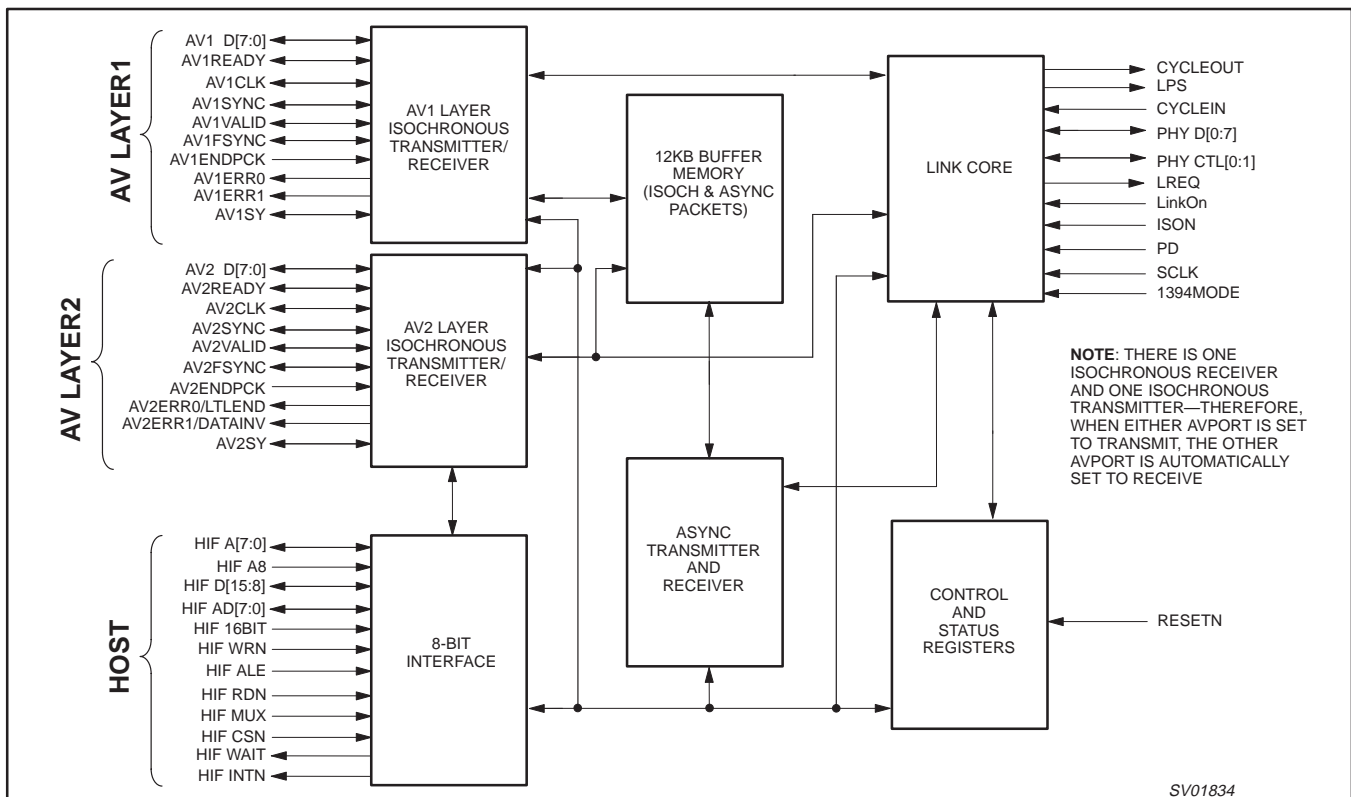 AV LAYER1
AV1 D[7:0]
AV1READY
AV1CLK
AV1SYNC
AV1VALID
AV1FSYNC
AV1ENDPCK
AV1ERR0
AV1ERR1
AV1SY
AV1 LAYER
ISOCHRONOUS
TRANSMITTER/
RECEIVER
AV LAYER2
AV2 D[7:0]
AV2READY
AV2CLK
AV2SYNC
AV2VALID
AV2FSYNC
AV2ENDPCK
AV2ERR0/LTLEND
AV2ERR1/DATAINV
AV2SY
AV2 LAYER
ISOCHRONOUS
TRANSMITTER/
RECEIVER
HOST
HIF A[7:0]
HIF A8
HIF D[15:8]
HIF AD[7:0]
HIF 16BIT
HIF WRN
HIF ALE
HIF RDN
HIF MUX
HIF CSN
HIF WAIT
HIF INTN
8-BIT
INTERFACE
12KB BUFFER
MEMORY
(ISOCH & ASYNC
PACKETS)
ASYNC
TRANSMITTER
AND
RECEIVER
LINK CORE
CYCLEOUT
LPS
CYCLEIN
PHY D[0:7]
PHY CTL[0:1]
LREQ
LinkOn
ISON
PD
SCLK
1394MODE
NOTE: THERE IS ONE
ISOCHRONOUS RECEIVER
AND ONE ISOCHRONOUS
TRANSMITTER—THEREFORE,
WHEN EITHER AVPORT IS SET
TO TRANSMIT, THE OTHER
AVPORT IS AUTOMATICALLY
SET TO RECEIVE
CONTROL
AND
STATUS
REGISTERS
RESETN
SV01834